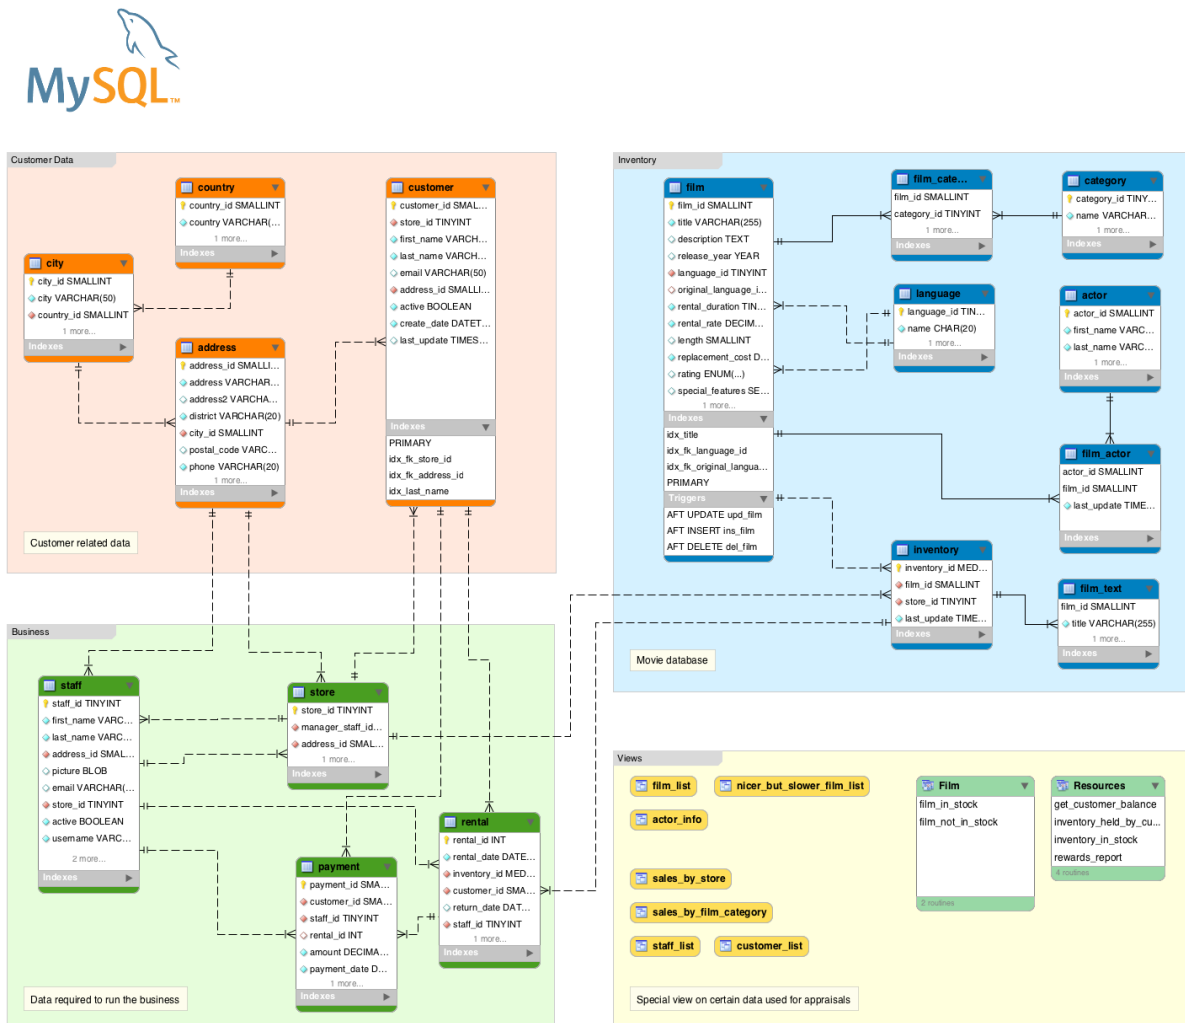 MySQL™
Customer Data
country
country_id SMALLINT
country VARCHAR(...
1 more...
Indexes
customer
customer_id SMAL...
store_id TINYINT
first_name VARCH...
last_name VARCH...
email VARCHAR(50)
address_id SMALLI...
active BOOLEAN
create_date DATET...
last_update TIMES...
Indexes
PRIMARY
idx_fk_store_id
idx_fk_address_id
idx_last_name
city
city_id SMALLINT
city VARCHAR(50)
country_id SMALLINT
1 more...
Indexes
address
address_id SMALLI...
address VARCHAR...
address2 VARCHA...
district VARCHAR(20)
city_id SMALLINT
postal_code VARC...
phone VARCHAR(20)
1 more...
Indexes
Customer related data
Inventory
film
film_id SMALLINT
title VARCHAR(255)
description TEXT
release_year YEAR
language_id TINYINT
original_language_i...
rental_duration TIN...
rental_rate DECIM...
length SMALLINT
replacement_cost D...
rating ENUM(...)
special_features SE...
1 more...
Indexes
idx_title
idx_fk_language_id
idx_fk_original_langua...
PRIMARY
Triggers
AFT UPDATE upd_film
AFT INSERT ins_film
AFT DELETE del_film
film_cate...
film_id SMALLINT
category_id TINYINT
1 more...
Indexes
category
category_id TINY...
name VARCHAR...
1 more...
Indexes
language
language_id TIN...
name CHAR(20)
1 more...
Indexes
actor
actor_id SMALLINT
first_name VARC...
last_name VARC...
1 more...
Indexes
film_actor
actor_id SMALLINT
film_id SMALLINT
last_update TIME...
Indexes
inventory
inventory_id MED...
film_id SMALLINT
store_id TINYINT
last_update TIME...
Indexes
film_text
film_id SMALLINT
title VARCHAR(255)
1 more...
Indexes
Movie database
Business
staff
staff_id TINYINT
first_name VARC...
last_name VARC...
address_id SMAL...
picture BLOB
email VARCHAR(...
store_id TINYINT
active BOOLEAN
username VARC...
2 more...
Indexes
store
store_id TINYINT
manager_staff_id...
address_id SMAL...
1 more...
Indexes
rental
rental_id INT
rental_date DATE...
inventory_id MED...
customer_id SMA...
return_date DAT...
staff_id TINYINT
1 more...
Indexes
payment
payment_id SMA...
customer_id SMA...
staff_id TINYINT
rental_id INT
amount DECIMA...
payment_date D...
1 more...
Indexes
Data required to run the business
Views
film_list
nicer_but_slower_film_list
actor_info
sales_by_store
sales_by_film_category
staff_list
customer_list
Film
film_in_stock
film_not_in_stock
2 routines
Resources
get_customer_balance
inventory_held_by_cu...
inventory_in_stock
rewards_report
4 routines
Special view on certain data used for appraisals